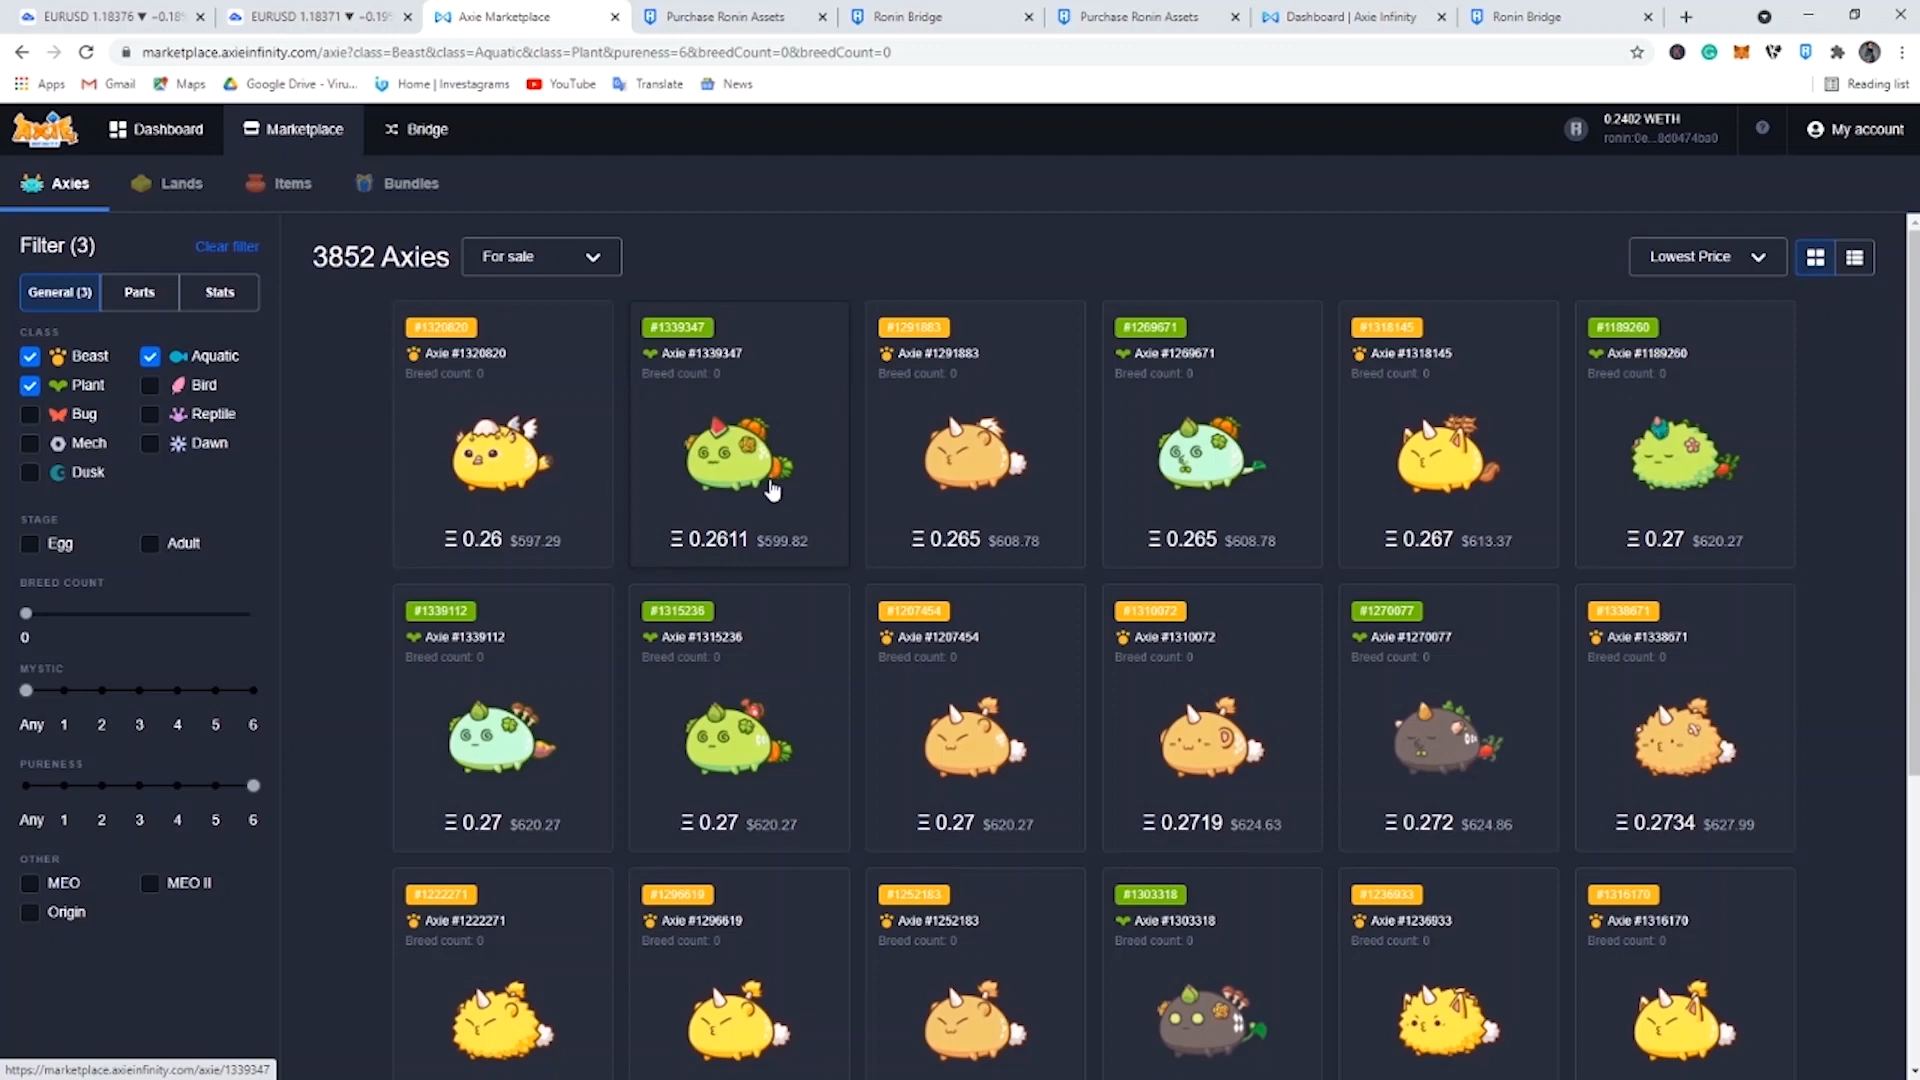 EURUSD 1.18376 ▼ −0.18%
EURUSD 1.18371 ▼ −0.19%
Axie Marketplace
Purchase Ronin Assets
Ronin Bridge
Purchase Ronin Assets
Dashboard | Axie Infinity
Ronin Bridge
marketplace.axieinfinity.com/axie?class=Beast&class=Aquatic&class=Plant&pureness=6&breedCount=0&breedCount=0
Apps
Gmail
Maps
Google Drive - Viru...
Home | Investagrams
YouTube
Translate
News
Reading list
AXIE
INFINITY
Dashboard
Marketplace
Bridge
0.2402 WETH
ronin:0e...8d0474ba0
My account
Axies
Lands
Items
Bundles
Filter (3)
Clear filter
General (3)
Parts
Stats
CLASS
Beast
Aquatic
Plant
Bird
Bug
Reptile
Mech
Dawn
Dusk
STAGE
Egg
Adult
BREED COUNT
0
MYSTIC
Any 1 2 3 4 5 6
PURENESS
Any 1 2 3 4 5 6
OTHER
MEO
MEO II
Origin
3852 Axies
For sale
Lowest Price
#1320820
Axie #1320820
Breed count: 0
Ξ 0.26 $597.29
#1339347
Axie #1339347
Breed count: 0
Ξ 0.2611 $599.82
#1291883
Axie #1291883
Breed count: 0
Ξ 0.265 $608.78
#1269671
Axie #1269671
Breed count: 0
Ξ 0.265 $608.78
#1318145
Axie #1318145
Breed count: 0
Ξ 0.267 $613.37
#1189260
Axie #1189260
Breed count: 0
Ξ 0.27 $620.27
#1339112
Axie #1339112
Breed count: 0
Ξ 0.27 $620.27
#1315236
Axie #1315236
Breed count: 0
Ξ 0.27 $620.27
#1207454
Axie #1207454
Breed count: 0
Ξ 0.27 $620.27
#1310072
Axie #1310072
Breed count: 0
Ξ 0.2719 $624.63
#1270077
Axie #1270077
Breed count: 0
Ξ 0.272 $624.86
#1338671
Axie #1338671
Breed count: 0
Ξ 0.2734 $627.99
#1222271
Axie #1222271
Breed count: 0
#1296619
Axie #1296619
Breed count: 0
#1252183
Axie #1252183
Breed count: 0
#1303318
Axie #1303318
Breed count: 0
#1236933
Axie #1236933
Breed count: 0
#1316170
Axie #1316170
Breed count: 0
https://marketplace.axieinfinity.com/axie/1339347